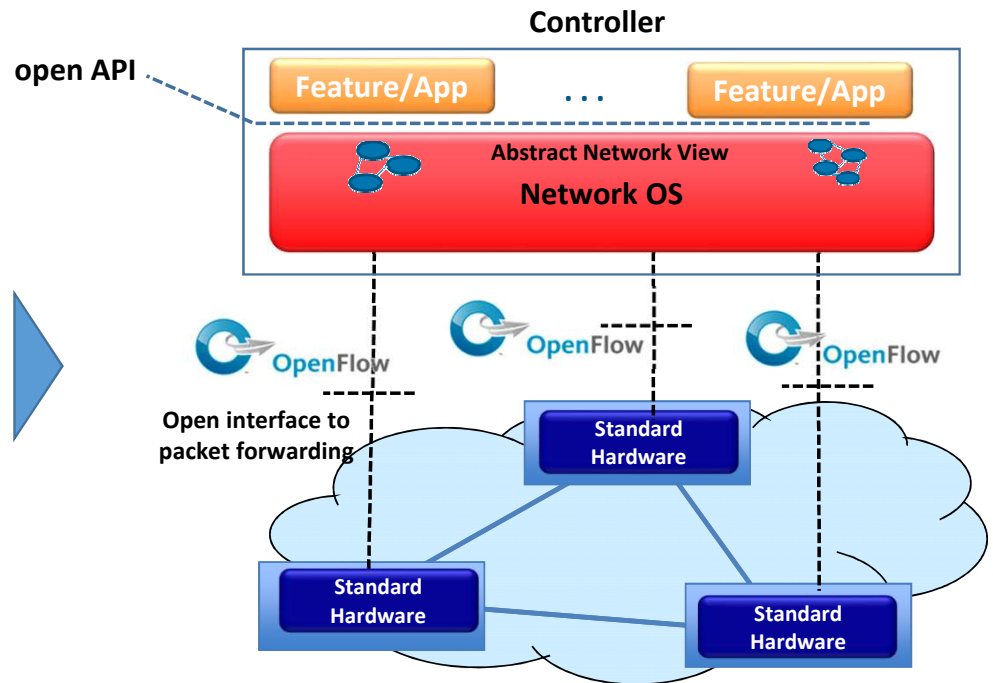 Controller
open API
Feature/App
...
Feature/App
Abstract Network View
Network OS
OpenFlow
OpenFlow
OpenFlow
Open interface to
packet forwarding
Standard
Hardware
Standard
Hardware
Standard
Hardware